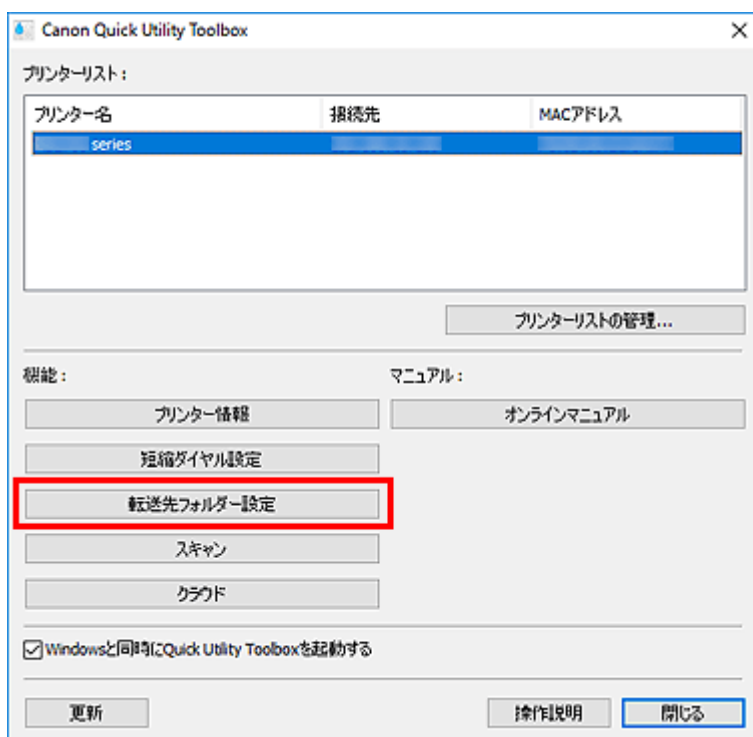 Canon Quick Utility Toolbox
プリンターリスト:
プリンター名 接続先 MACアドレス
series
プリンターリストの管理...
機能: マニュアル:
プリンター情報 オンラインマニュアル
短縮ダイヤル設定
転送先フォルダー設定
スキャン
クラウド
Windowsと同時にQuick Utility Toolboxを起動する
更新 操作説明 閉じる